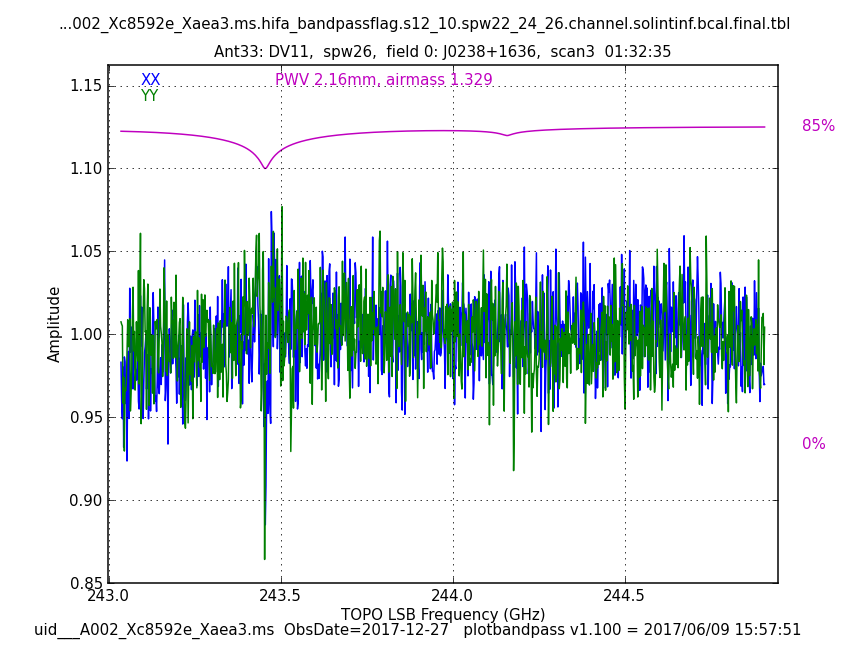 ...002_Xc8592e_Xaea3.ms.hifa_bandpassflag.s12_10.spw22_24_26.channel.solintinf.bcal.final.tbl
Ant33: DV11,  spw26,  field 0: J0238+1636,  scan3  01:32:35
XX
PWV 2.16mm, airmass 1.329
YY
1.15
1.10
1.05
1.00
0.95
0.90
0.85
Amplitude
85%
0%
243.0
243.5
244.0
244.5
TOPO LSB Frequency (GHz)
uid___A002_Xc8592e_Xaea3.ms  ObsDate=2017-12-27   plotbandpass v1.100 = 2017/06/09 15:57:51